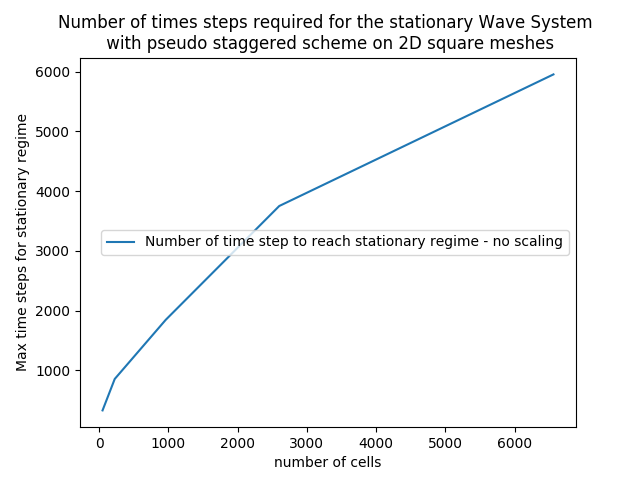 Number of times steps required for the stationary Wave System
with pseudo staggered scheme on 2D square meshes
6000
5000
4000
3000
2000
1000
Max time steps for stationary regime
Number of time step to reach stationary regime - no scaling
0 1000 2000 3000 4000 5000 6000
number of cells